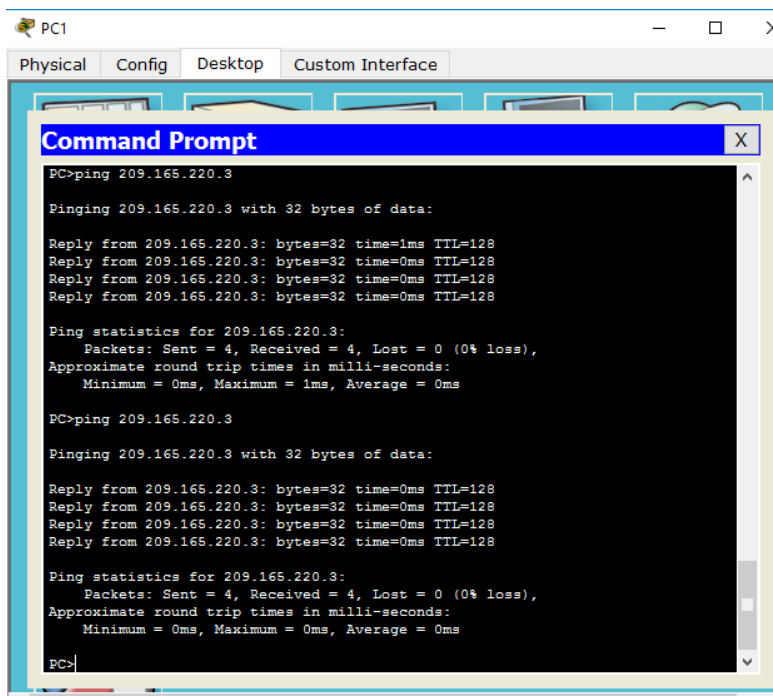 PC1
Physical Config Desktop Custom Interface
Command Prompt X
PC>ping 209.165.220.3
Pinging 209.165.220.3 with 32 bytes of data:
Reply from 209.165.220.3: bytes=32 time=1ms TTL=128
Reply from 209.165.220.3: bytes=32 time=0ms TTL=128
Reply from 209.165.220.3: bytes=32 time=0ms TTL=128
Reply from 209.165.220.3: bytes=32 time=0ms TTL=128
Ping statistics for 209.165.220.3:
Packets: Sent = 4, Received = 4, Lost = 0 (0% loss),
Approximate round trip times in milli-seconds:
Minimum = 0ms, Maximum = 1ms, Average = 0ms
PC>ping 209.165.220.3
Pinging 209.165.220.3 with 32 bytes of data:
Reply from 209.165.220.3: bytes=32 time=0ms TTL=128
Reply from 209.165.220.3: bytes=32 time=0ms TTL=128
Reply from 209.165.220.3: bytes=32 time=0ms TTL=128
Reply from 209.165.220.3: bytes=32 time=0ms TTL=128
Ping statistics for 209.165.220.3:
Packets: Sent = 4, Received = 4, Lost = 0 (0% loss),
Approximate round trip times in milli-seconds:
Minimum = 0ms, Maximum = 0ms, Average = 0ms
PC>